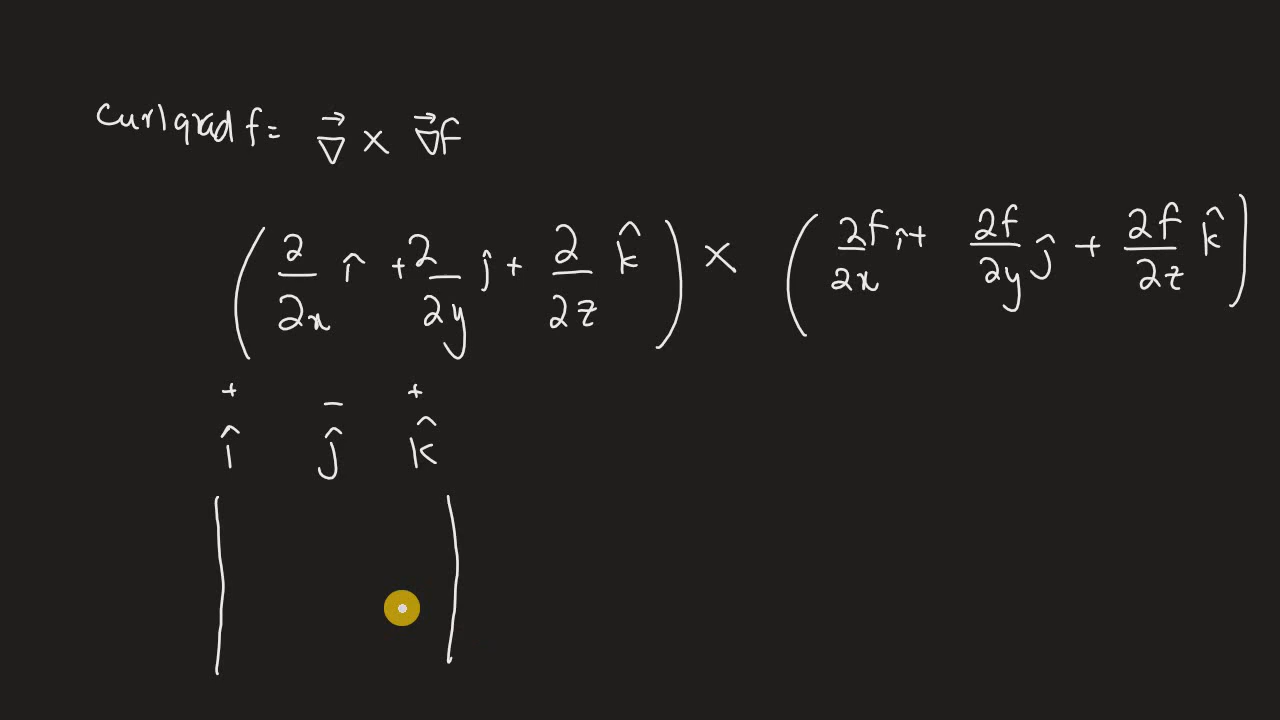 curl grad f = ∇⃗ × ∇⃗f
(∂/∂x î + ∂/∂y ĵ + ∂/∂z k̂) × (∂f/∂x î + ∂f/∂y ĵ + ∂f/∂z k̂)
+ − +
î ĵ k̂